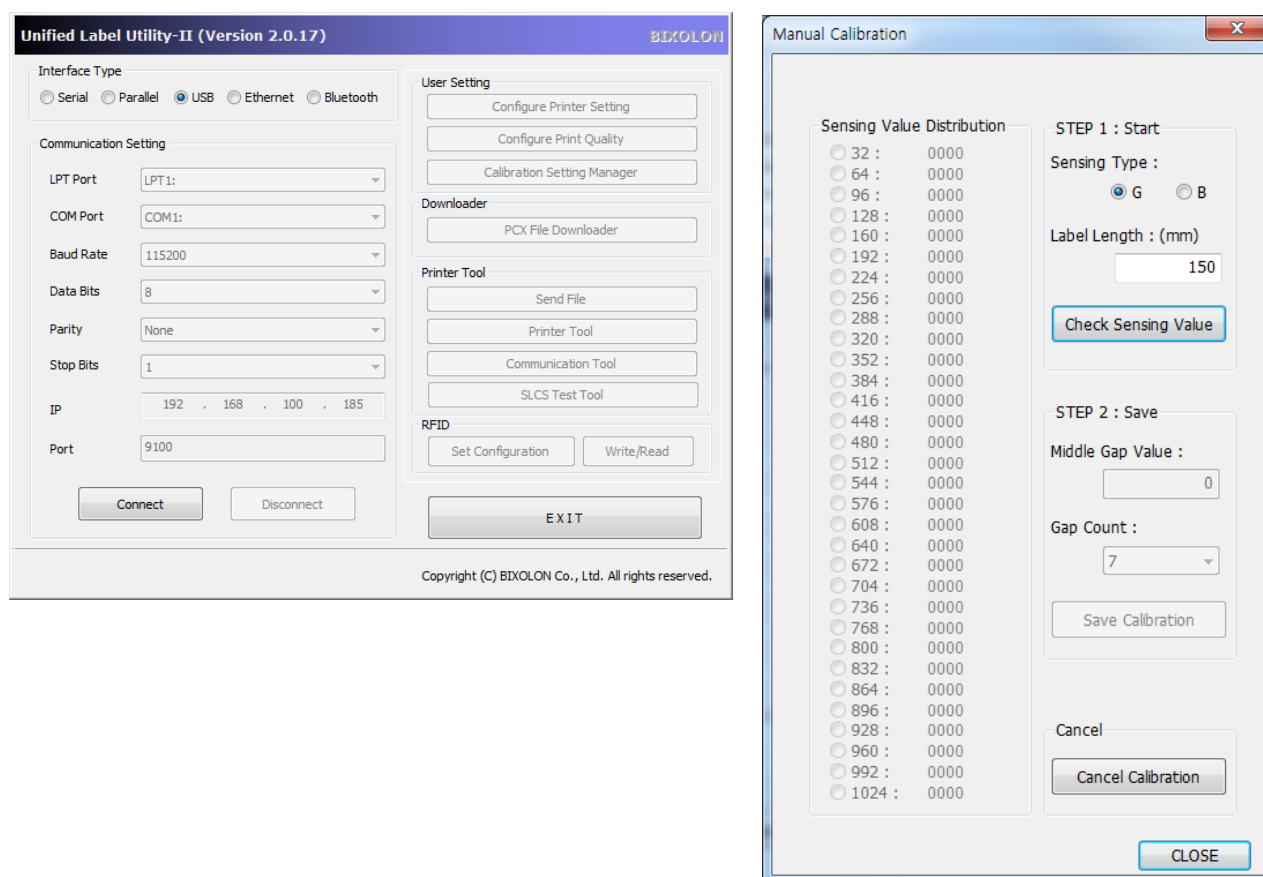 Unified Label Utility-II (Version 2.0.17)
BIXOLON
Interface Type
Serial Parallel USB Ethernet Bluetooth
Communication Setting
LPT Port LPT1:
COM Port COM1:
Baud Rate 115200
Data Bits 8
Parity None
Stop Bits 1
IP 192 . 168 . 100 . 185
Port 9100
Connect Disconnect
User Setting
Configure Printer Setting
Configure Print Quality
Calibration Setting Manager
Downloader
PCX File Downloader
Printer Tool
Send File
Printer Tool
Communication Tool
SLCS Test Tool
RFID
Set Configuration Write/Read
EXIT
Copyright (C) BIXOLON Co., Ltd. All rights reserved.
Manual Calibration
X
Sensing Value Distribution
32 : 0000
64 : 0000
96 : 0000
128 : 0000
160 : 0000
192 : 0000
224 : 0000
256 : 0000
288 : 0000
320 : 0000
352 : 0000
384 : 0000
416 : 0000
448 : 0000
480 : 0000
512 : 0000
544 : 0000
576 : 0000
608 : 0000
640 : 0000
672 : 0000
704 : 0000
736 : 0000
768 : 0000
800 : 0000
832 : 0000
864 : 0000
896 : 0000
928 : 0000
960 : 0000
992 : 0000
1024 : 0000
STEP 1 : Start
Sensing Type :
G B
Label Length : (mm)
150
Check Sensing Value
STEP 2 : Save
Middle Gap Value :
0
Gap Count :
7
Save Calibration
Cancel
Cancel Calibration
CLOSE